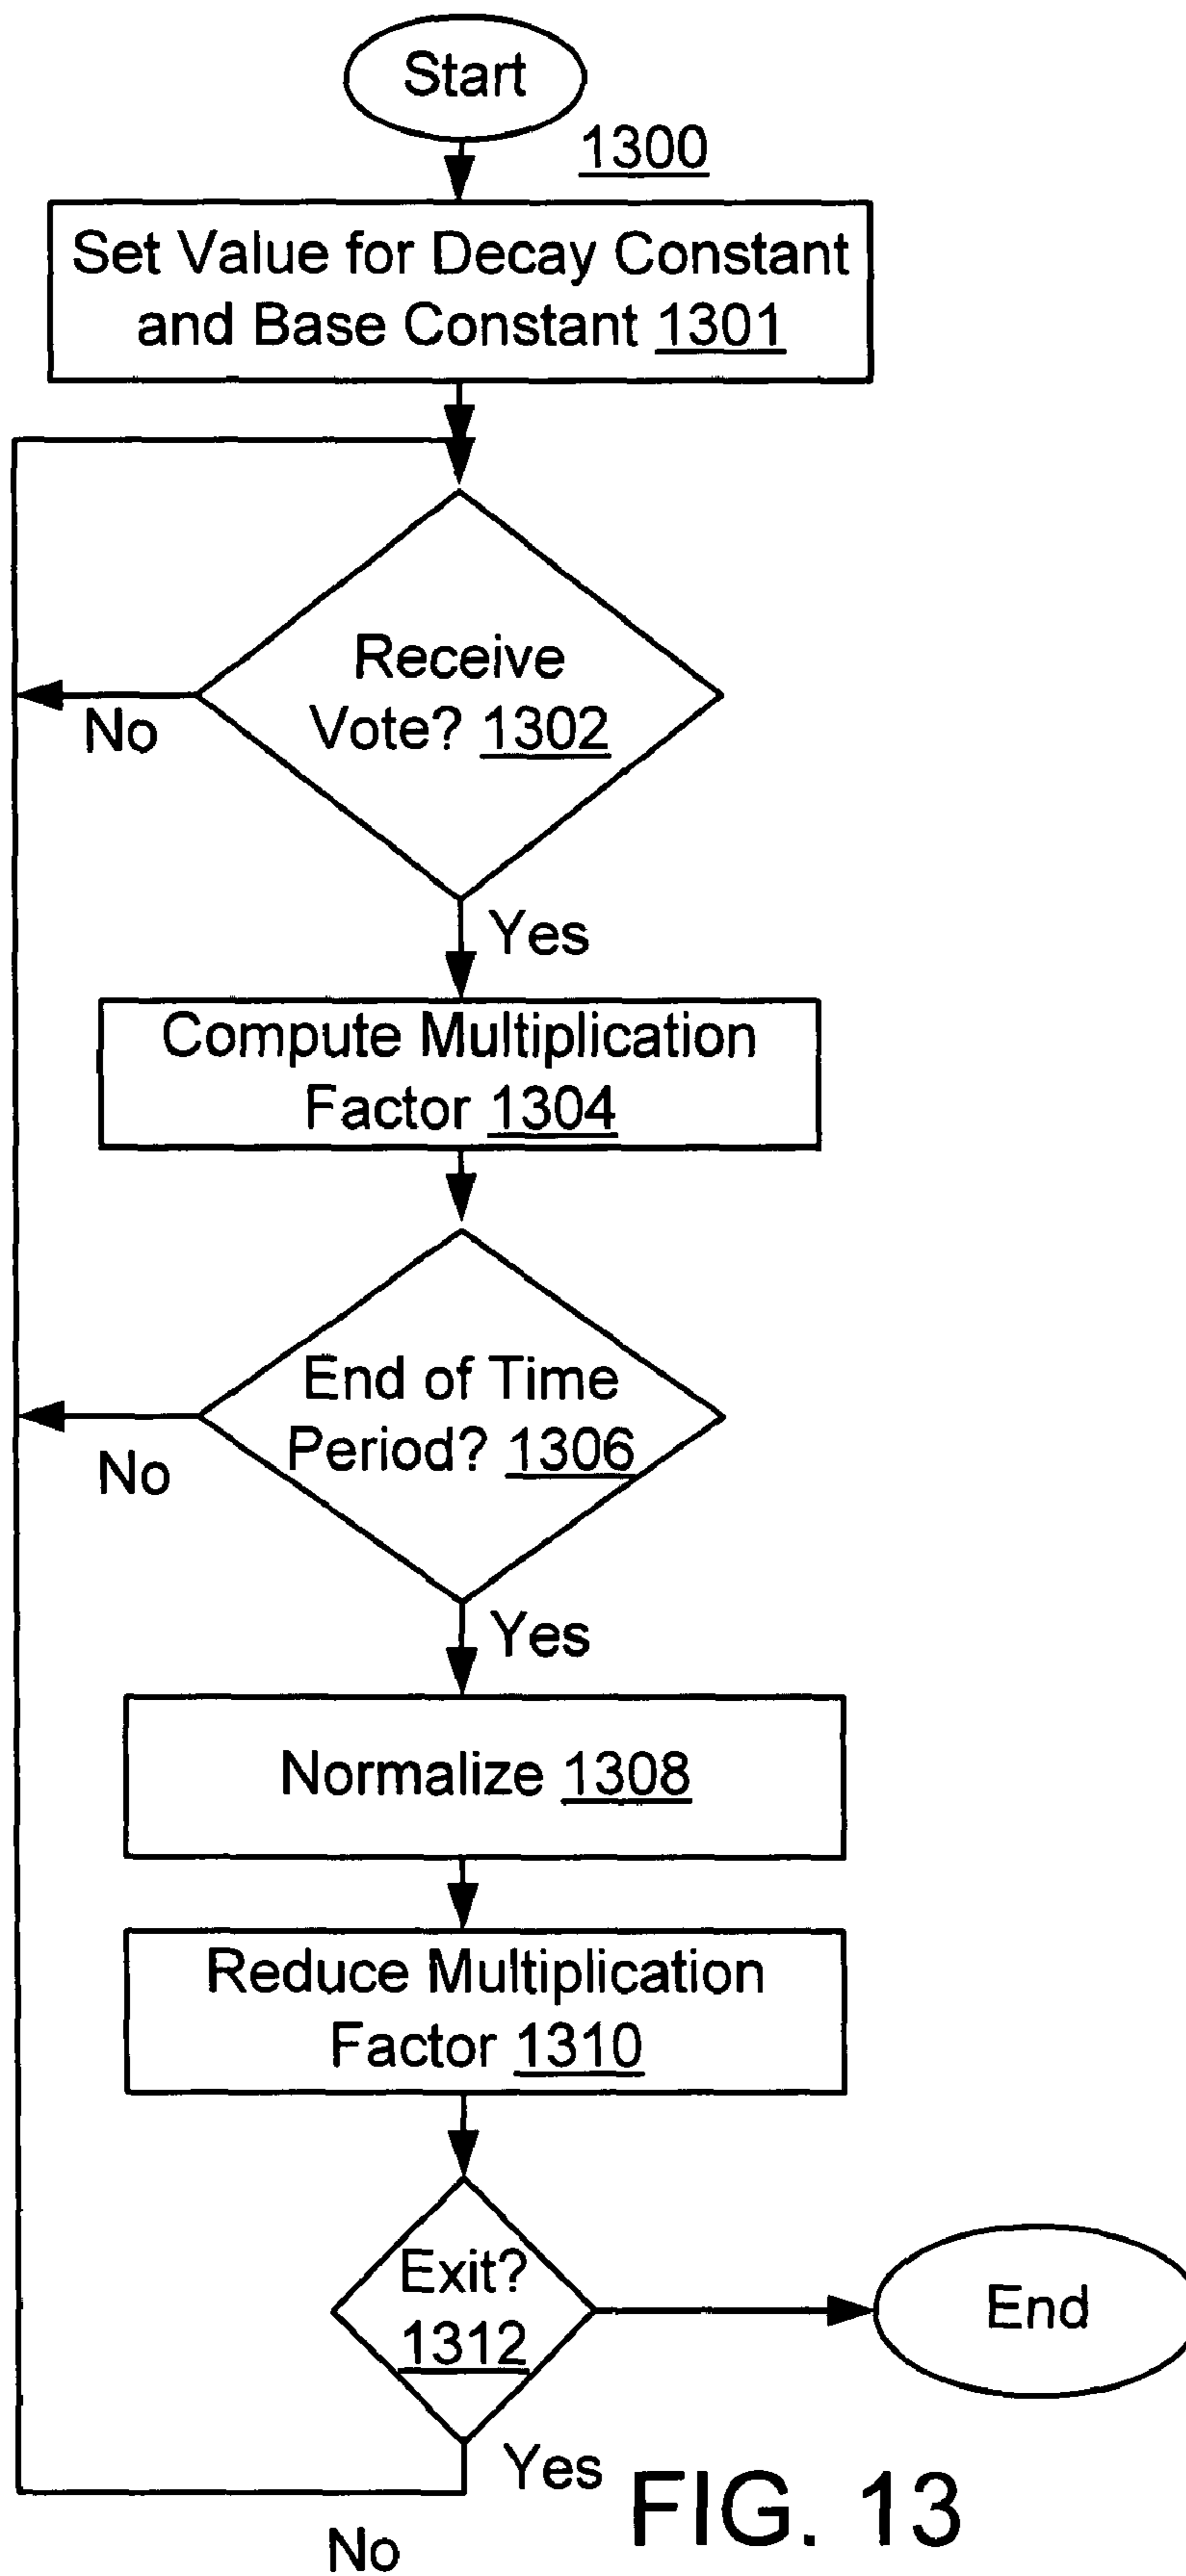 Start
1300
Set Value for Decay Constant
and Base Constant 1301
Receive
Vote? 1302
No
Yes
Compute Multiplication
Factor 1304
End of Time
Period? 1306
No
Yes
Normalize 1308
Reduce Multiplication
Factor 1310
Exit?
1312
End
Yes
No
FIG. 13